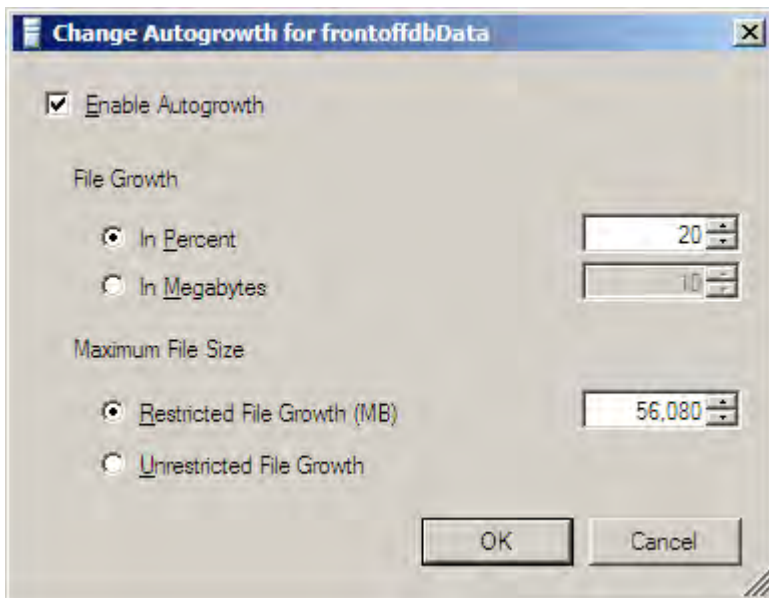 Change Autogrowth for frontoffdbData
Enable Autogrowth
File Growth
In Percent 20
In Megabytes 10
Maximum File Size
Restricted File Growth (MB) 56,080
Unrestricted File Growth
OK Cancel